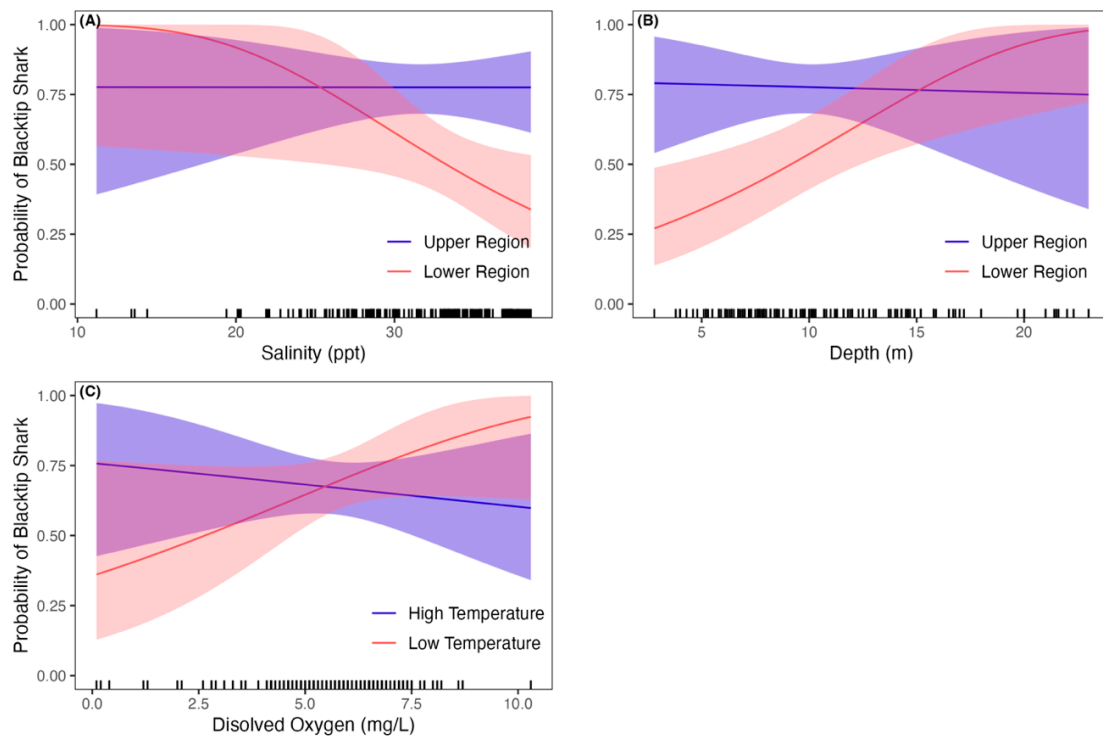 (A)
Probability of Blacktip Shark
1.00
0.75
0.50
0.25
0.00
Upper Region
Lower Region
10
20
30
Salinity (ppt)
(B)
1.00
0.75
0.50
0.25
0.00
Upper Region
Lower Region
5
10
15
20
Depth (m)
(C)
Probability of Blacktip Shark
1.00
0.75
0.50
0.25
0.00
High Temperature
Low Temperature
0.0
2.5
5.0
7.5
10.0
Disolved Oxygen (mg/L)